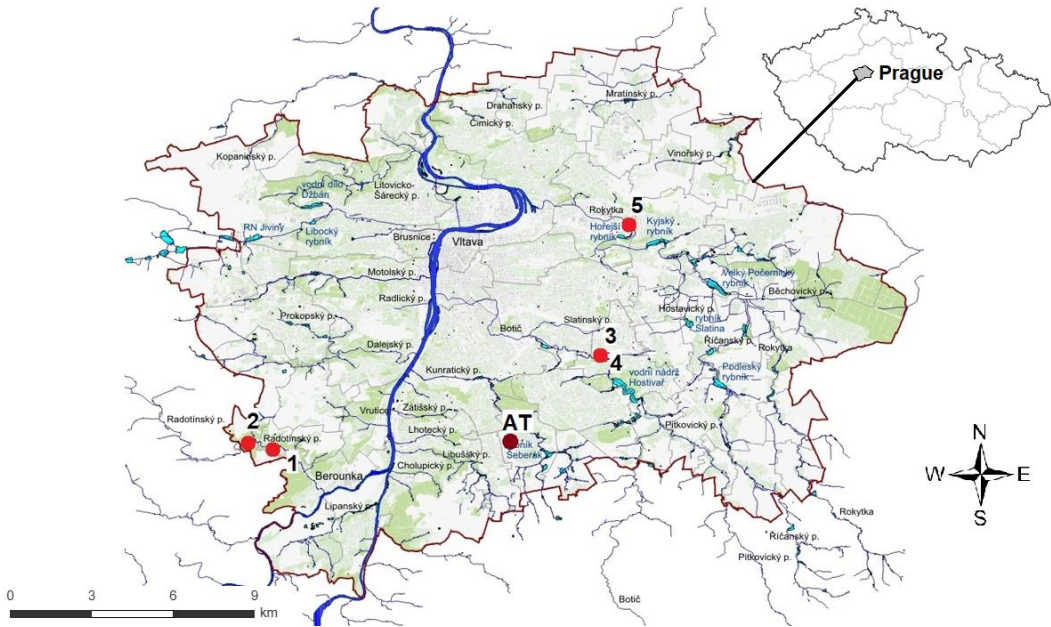 Prague
Drahanský p.
Mratínský p.
Čimický p.
Kopaninský p.
Vinořský p.
vodní dílo
Džbán
Litovicko-
Šárecký p.
5
Rokytka
Hořejší
rybník
Kyjský
rybník
RN Jiviny
Libocký
rybník
Brusnice
Vltava
Motolský p.
Velký Počernický
rybník
Běchovický p.
Radlický p.
Hostavický p.
Prokopský p.
Botič
Slatinský p.
rybník
Slatina
3
Dalejský p.
Říčanský p.
Rokytka
4
Kunratický p.
vodní nádrž
Hostivař
Podleský
rybník
Vrutice
Zátišský p.
Radotínský p.
2
AT
Pitkovický p.
Lhotecký p.
Radotínský p.
1
Libušský p.
Šeberák
Cholupický p.
Berounka
N
W
E
S
Lipanský p.
Rokytka
Říčanský p.
Pitkovický p.
Botič
0 3 6 9
km